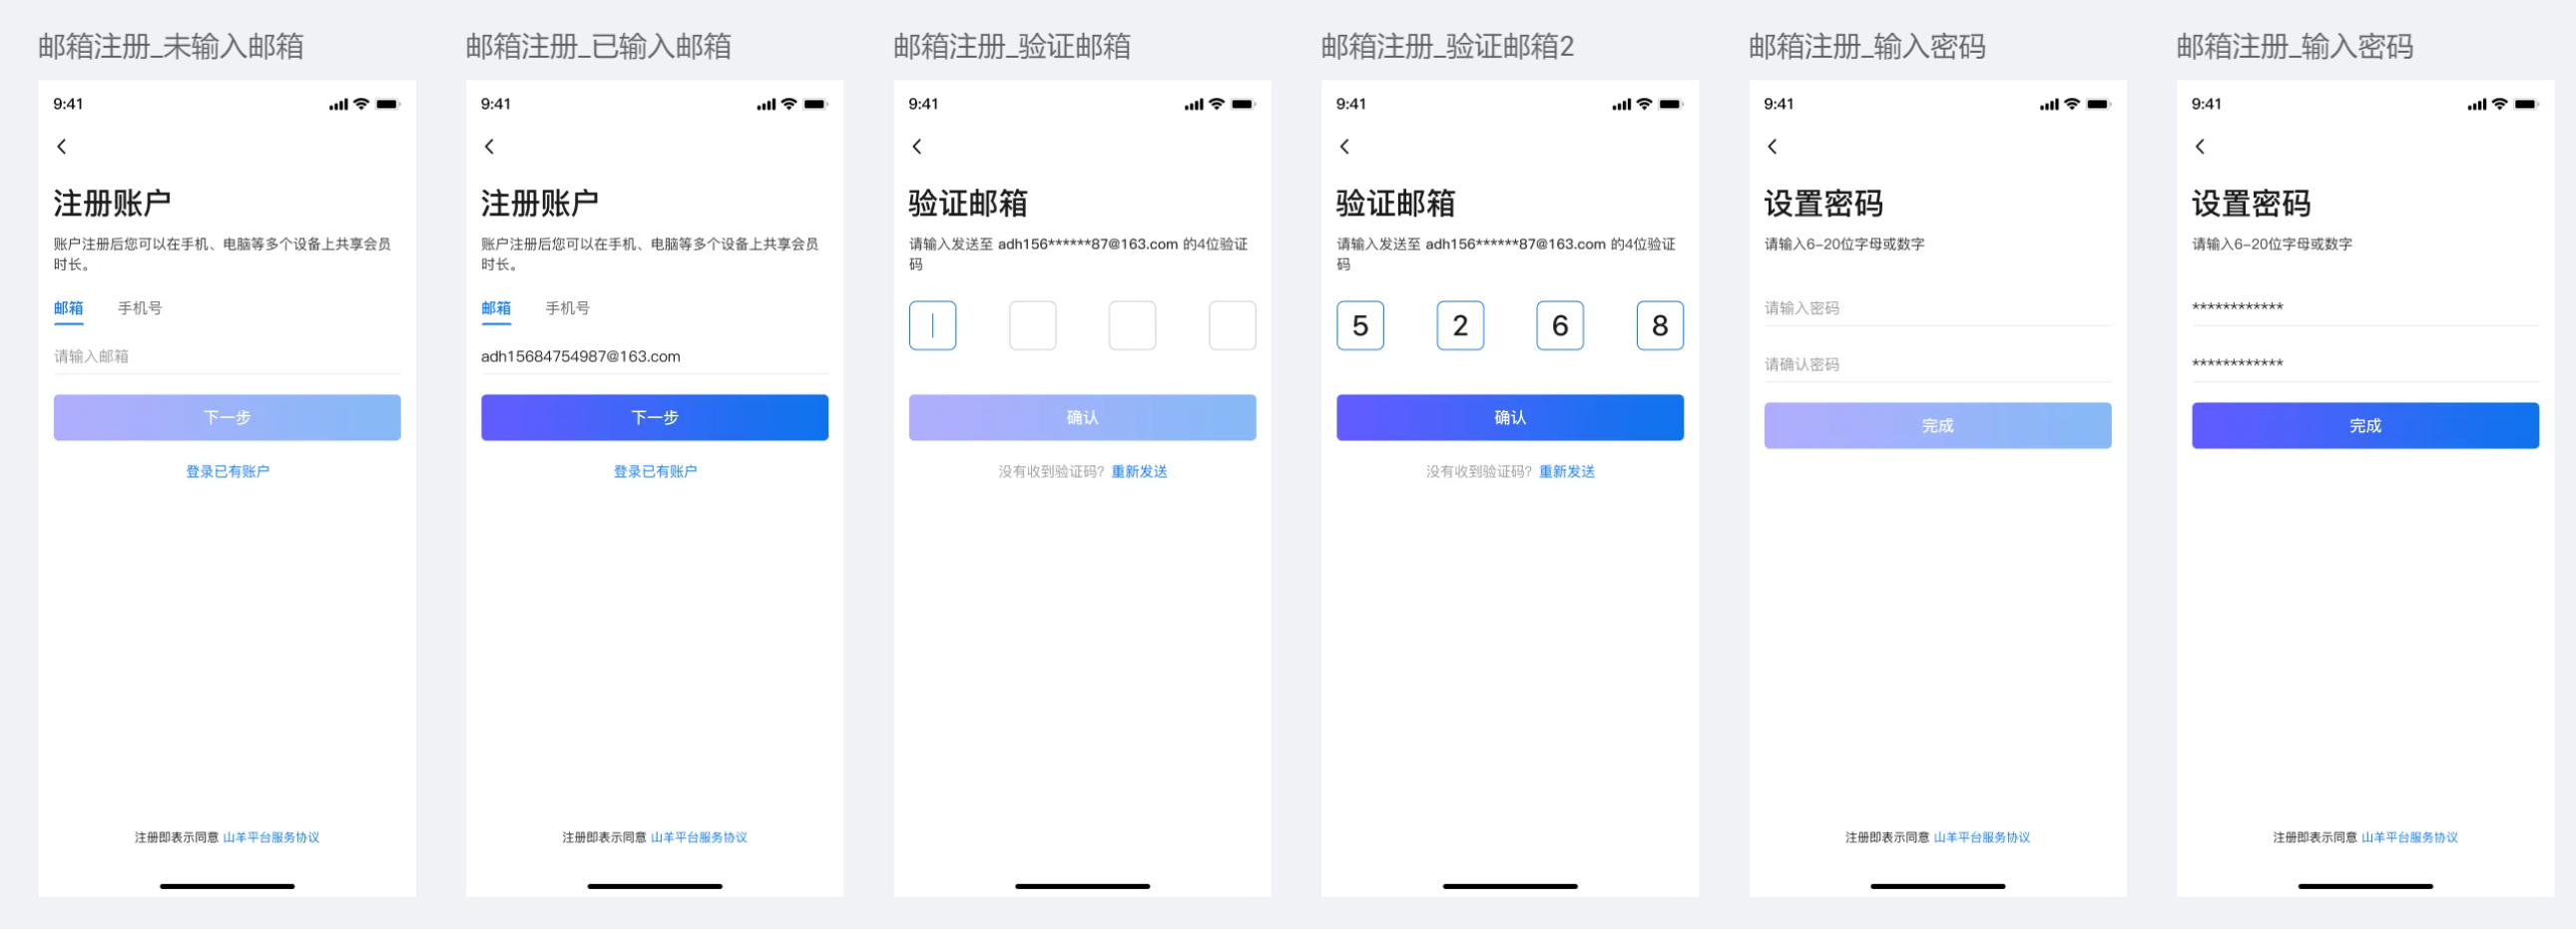 邮箱注册_未输入邮箱
9:41
注册账户
账户注册后您可以在手机、电脑等多个设备上共享会员
时长。
邮箱 手机号
请输入邮箱
下一步
登录已有账户
注册即表示同意 山羊平台服务协议
邮箱注册_已输入邮箱
9:41
注册账户
账户注册后您可以在手机、电脑等多个设备上共享会员
时长。
邮箱 手机号
adh15684754987@163.com
下一步
登录已有账户
注册即表示同意 山羊平台服务协议
邮箱注册_验证邮箱
9:41
验证邮箱
请输入发送至 adh156******87@163.com 的4位验证
码
确认
没有收到验证码? 重新发送
邮箱注册_验证邮箱2
9:41
验证邮箱
请输入发送至 adh156******87@163.com 的4位验证
码
5 2 6 8
确认
没有收到验证码? 重新发送
邮箱注册_输入密码
9:41
设置密码
请输入6-20位字母或数字
请输入密码
请确认密码
完成
注册即表示同意 山羊平台服务协议
邮箱注册_输入密码
9:41
设置密码
请输入6-20位字母或数字
************
************
完成
注册即表示同意 山羊平台服务协议